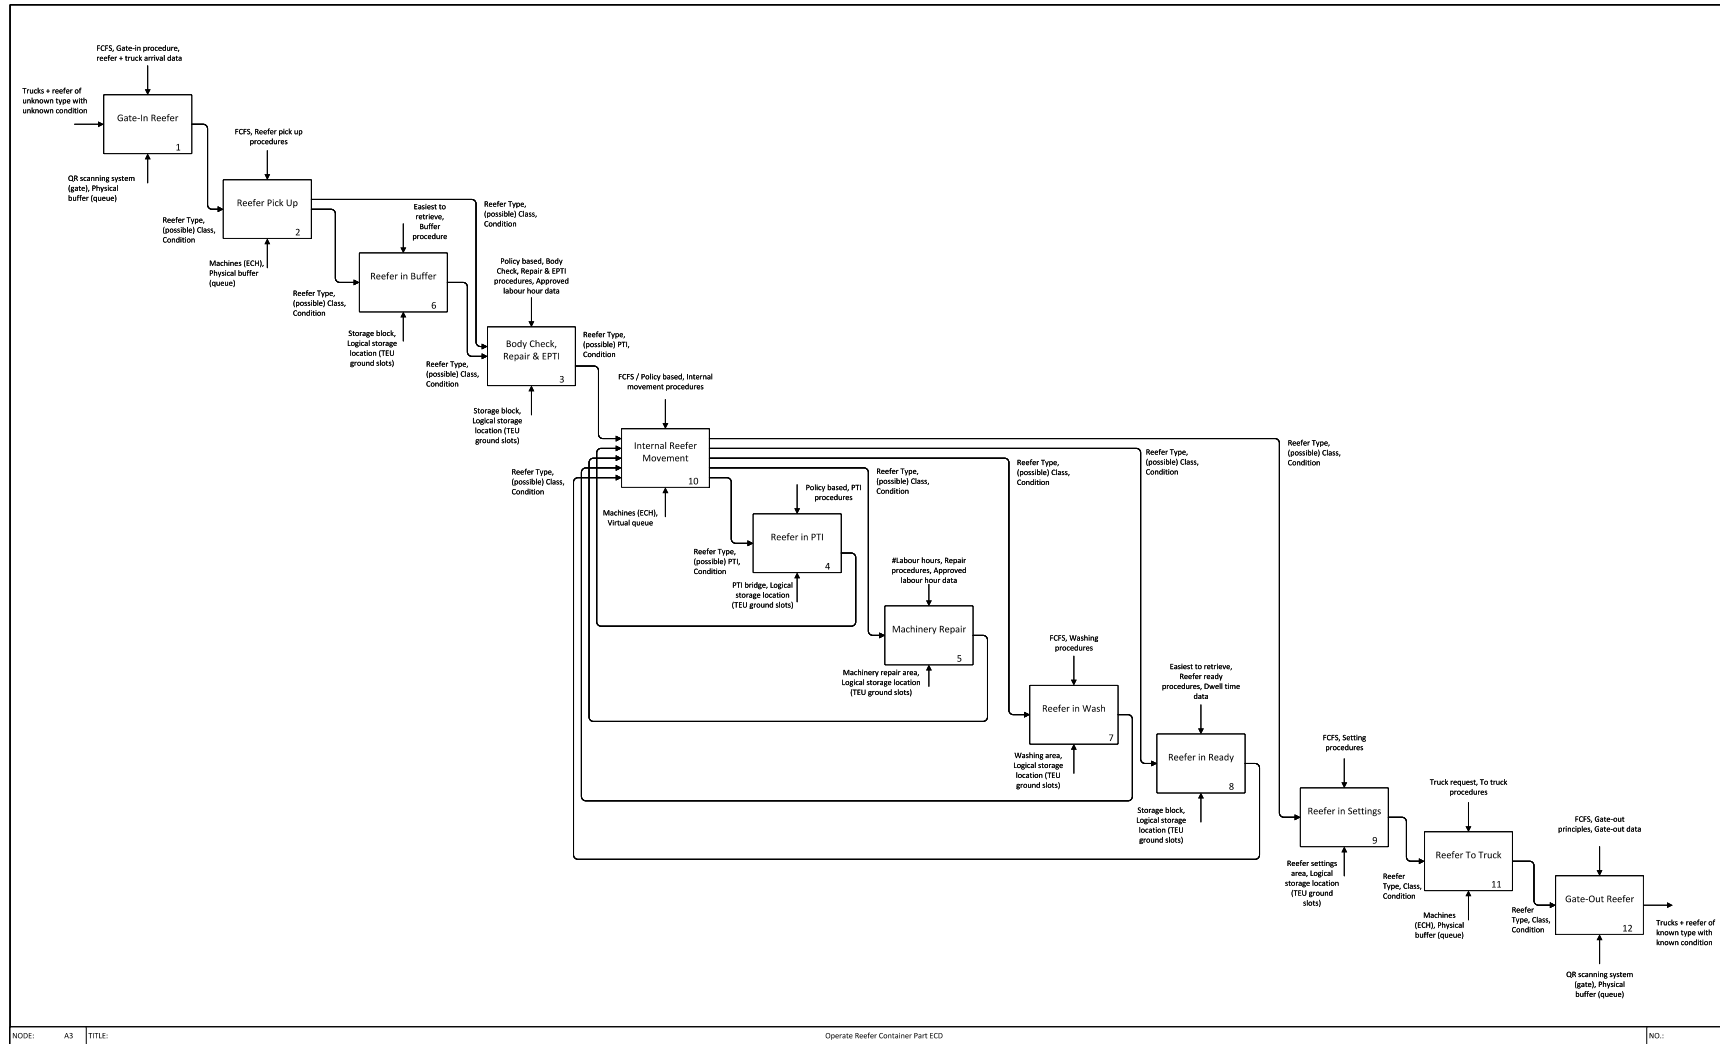 FCFS, Gate-in procedure,
reefer + truck arrival data
Trucks + reefer of
unknown type with
unknown condition
Gate-In Reefer
1
QR scanning system
(gate), Physical
buffer (queue)
FCFS, Reefer pick up
procedures
Reefer Type,
(possible) Class,
Condition
Reefer Pick Up
2
Machines (ECH),
Physical buffer
(queue)
Reefer Type,
(possible) Class,
Condition
Easiest to
retrieve,
Buffer
procedure
Reefer Type,
(possible) Class,
Condition
Reefer in Buffer
6
Storage block,
Logical storage
location (TEU
ground slots)
Reefer Type,
(possible) Class,
Condition
Policy based, Body
Check, Repair & EPTI
procedures, Approved
labour hour data
Body Check,
Repair & EPTI
3
Reefer Type,
(possible) PTI,
Condition
Storage block,
Logical storage
location (TEU
ground slots)
FCFS / Policy based, Internal
movement procedures
Internal Reefer
Movement
10
Reefer Type,
(possible) Class,
Condition
Machines (ECH),
Virtual queue
Policy based, PTI
procedures
Reefer Type,
(possible) PTI,
Condition
Reefer in PTI
4
PTI bridge, Logical
storage location
(TEU ground slots)
Reefer Type,
(possible) Class,
Condition
#Labour hours, Repair
procedures, Approved
labour hour data
Machinery Repair
5
Machinery repair area,
Logical storage location
(TEU ground slots)
Reefer Type,
(possible) Class,
Condition
FCFS, Washing
procedures
Reefer in Wash
7
Washing area,
Logical storage
location (TEU
ground slots)
Reefer Type,
(possible) Class,
Condition
Easiest to retrieve,
Reefer ready
procedures, Dwell time
data
Reefer in Ready
8
Storage block,
Logical storage
location (TEU
ground slots)
Reefer Type,
(possible) Class,
Condition
FCFS, Setting
procedures
Reefer in Settings
9
Reefer settings
area, Logical
storage location
(TEU ground
slots)
Truck request, To truck
procedures
Reefer
Type, Class,
Condition
Reefer To Truck
11
Machines
(ECH), Physical
buffer (queue)
FCFS, Gate-out
principles, Gate-out data
Reefer
Type, Class,
Condition
Gate-Out Reefer
12
Trucks + reefer of
known type with
known condition
QR scanning system
(gate), Physical
buffer (queue)
NODE: A3 TITLE: Operate Reefer Container Part ECD NO.: